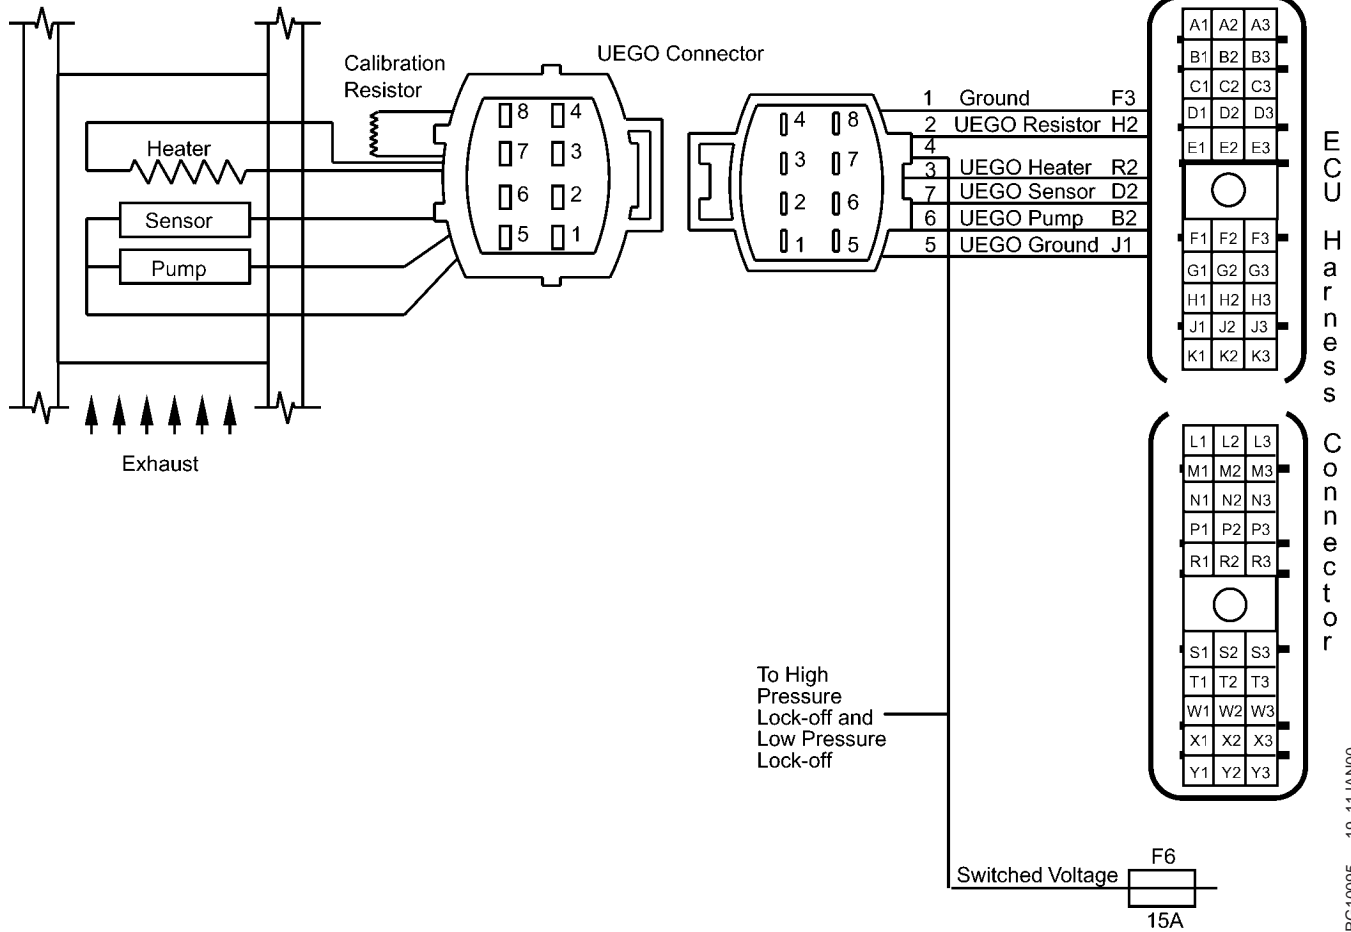 Calibration
Resistor
UEGO Connector
Heater
Sensor
Pump
Exhaust
8 4
7 3
6 2
5 1
4 8
3 7
2 6
1 5
1 Ground F3
2 UEGO Resistor H2
4
3 UEGO Heater R2
7 UEGO Sensor D2
6 UEGO Pump B2
5 UEGO Ground J1
A1 A2 A3
B1 B2 B3
C1 C2 C3
D1 D2 D3
E1 E2 E3
F1 F2 F3
G1 G2 G3
H1 H2 H3
J1 J2 J3
K1 K2 K3
L1 L2 L3
M1 M2 M3
N1 N2 N3
P1 P2 P3
R1 R2 R3
S1 S2 S3
T1 T2 T3
W1 W2 W3
X1 X2 X3
Y1 Y2 Y3
ECU Harness Connector
To High
Pressure
Lock-off and
Low Pressure
Lock-off
Switched Voltage
F6
15A